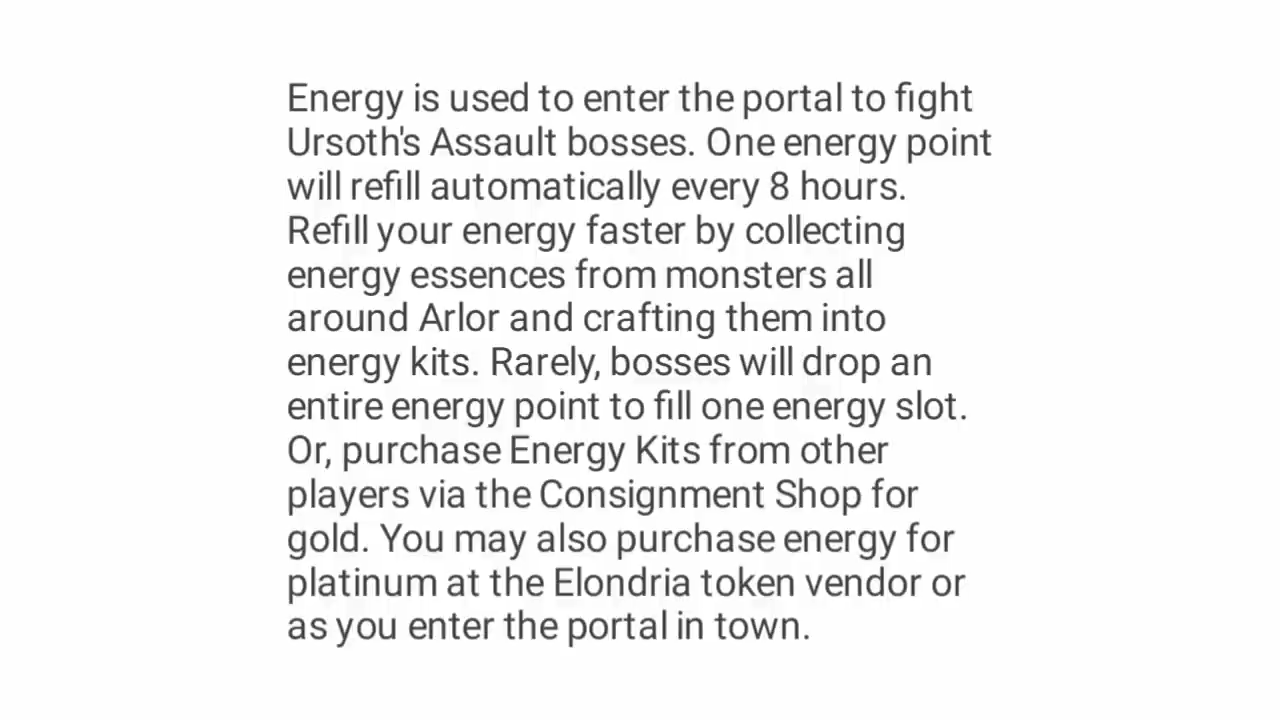 Energy is used to enter the portal to fight
Ursoth's Assault bosses. One energy point
will refill automatically every 8 hours.
Refill your energy faster by collecting
energy essences from monsters all
around Arlor and crafting them into
energy kits. Rarely, bosses will drop an
entire energy point to fill one energy slot.
Or, purchase Energy Kits from other
players via the Consignment Shop for
gold. You may also purchase energy for
platinum at the Elondria token vendor or
as you enter the portal in town.